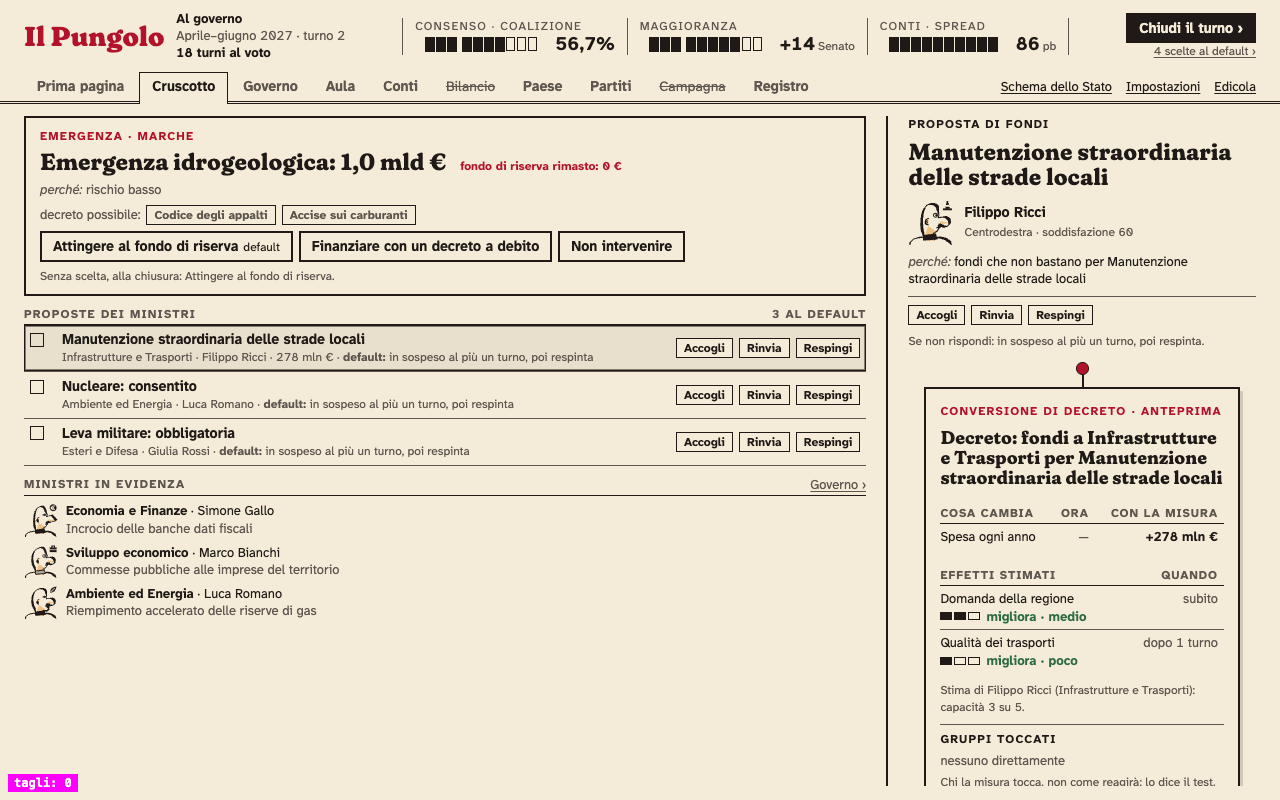 Il Pungolo
Al governo
Aprile–giugno 2027 · turno 2
18 turni al voto
CONSENSO · COALIZIONE
56,7%
MAGGIORANZA
+14 Senato
CONTI · SPREAD
86 pb
Chiudi il turno ›
4 scelte al default ›
Prima pagina Cruscotto Governo Aula Conti Bilancio Paese Partiti Campagna Registro
Schema dello Stato Impostazioni Edicola
EMERGENZA · MARCHE
Emergenza idrogeologica: 1,0 mld € fondo di riserva rimasto: 0 €
perché: rischio basso
decreto possibile: Codice degli appalti Accise sui carburanti
Attingere al fondo di riserva default Finanziare con un decreto a debito Non intervenire
Senza scelta, alla chiusura: Attingere al fondo di riserva.
PROPOSTE DEI MINISTRI 3 AL DEFAULT
Manutenzione straordinaria delle strade locali
Infrastrutture e Trasporti · Filippo Ricci · 278 mln € · default: in sospeso al più un turno, poi respinta
Accogli Rinvia Respingi
Nucleare: consentito
Ambiente ed Energia · Luca Romano · default: in sospeso al più un turno, poi respinta
Accogli Rinvia Respingi
Leva militare: obbligatoria
Esteri e Difesa · Giulia Rossi · default: in sospeso al più un turno, poi respinta
Accogli Rinvia Respingi
MINISTRI IN EVIDENZA Governo ›
Economia e Finanze · Simone Gallo
Incrocio delle banche dati fiscali
Sviluppo economico · Marco Bianchi
Commesse pubbliche alle imprese del territorio
Ambiente ed Energia · Luca Romano
Riempimento accelerato delle riserve di gas
PROPOSTA DI FONDI
Manutenzione straordinaria
delle strade locali
Filippo Ricci
Centrodestra · soddisfazione 60
perché: fondi che non bastano per Manutenzione
straordinaria delle strade locali
Accogli Rinvia Respingi
Se non rispondi: in sospeso al più un turno, poi respinta.
CONVERSIONE DI DECRETO · ANTEPRIMA
Decreto: fondi a Infrastrutture
e Trasporti per Manutenzione
straordinaria delle strade locali
COSA CAMBIA ORA CON LA MISURA
Spesa ogni anno — +278 mln €
EFFETTI STIMATI QUANDO
Domanda della regione subito
migliora · medio
Qualità dei trasporti dopo 1 turno
migliora · poco
Stima di Filippo Ricci (Infrastrutture e Trasporti):
capacità 3 su 5.
GRUPPI TOCCATI
nessuno direttamente
Chi la misura tocca, non come reagirà: lo dice il test.
tagli: 0